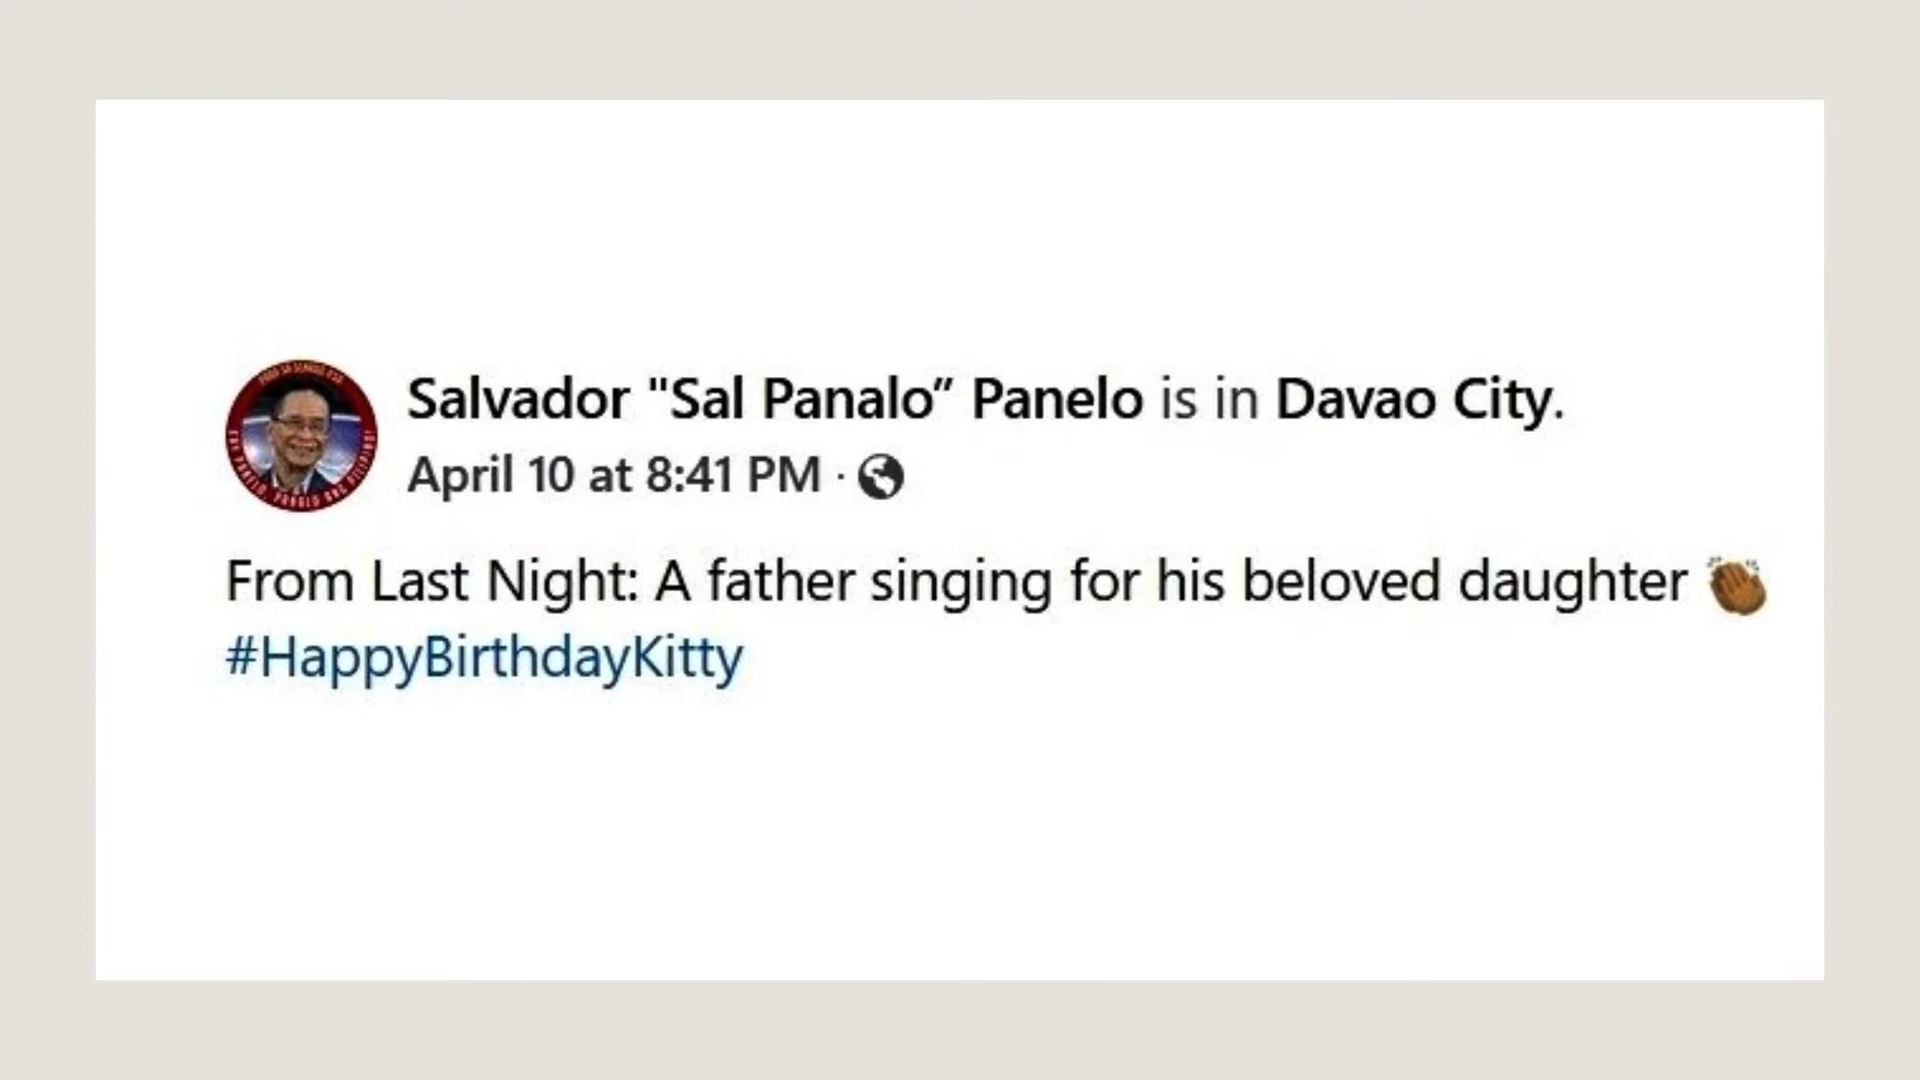 Salvador "Sal Panalo” Panelo is in Davao City.
April 10 at 8:41 PM ·
From Last Night: A father singing for his beloved daughter 👏🏾
#HappyBirthdayKitty